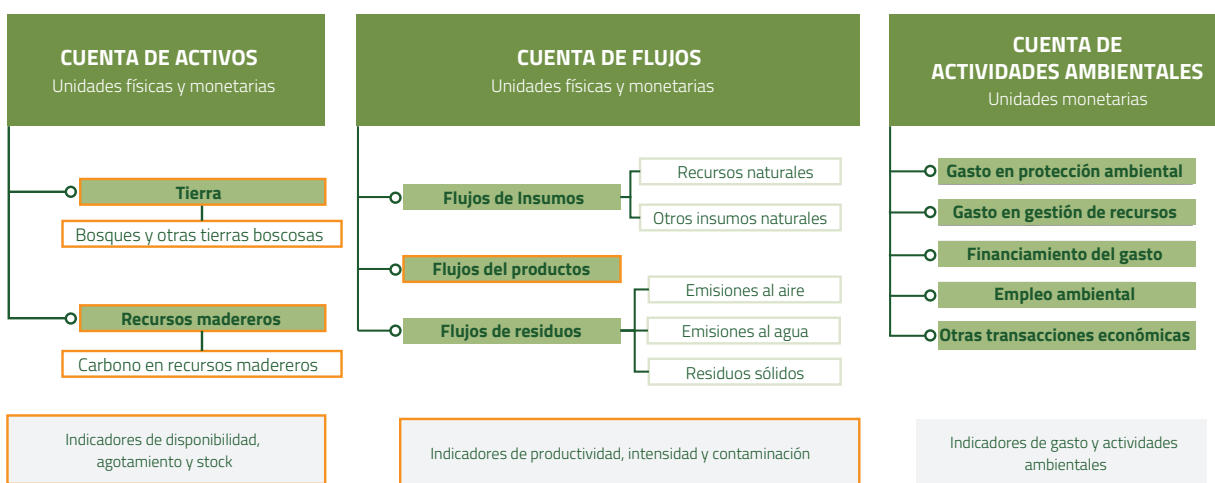 CUENTA DE ACTIVOS
Unidades físicas y monetarias
Tierra
Bosques y otras tierras boscosas
Recursos madereros
Carbono en recursos madereros
Indicadores de disponibilidad,
agotamiento y stock
CUENTA DE FLUJOS
Unidades físicas y monetarias
Flujos de Insumos
Recursos naturales
Otros insumos naturales
Flujos del productos
Flujos de residuos
Emisiones al aire
Emisiones al agua
Residuos sólidos
Indicadores de productividad, intensidad y contaminación
CUENTA DE
ACTIVIDADES AMBIENTALES
Unidades monetarias
Gasto en protección ambiental
Gasto en gestión de recursos
Financiamiento del gasto
Empleo ambiental
Otras transacciones económicas
Indicadores de gasto y actividades
ambientales